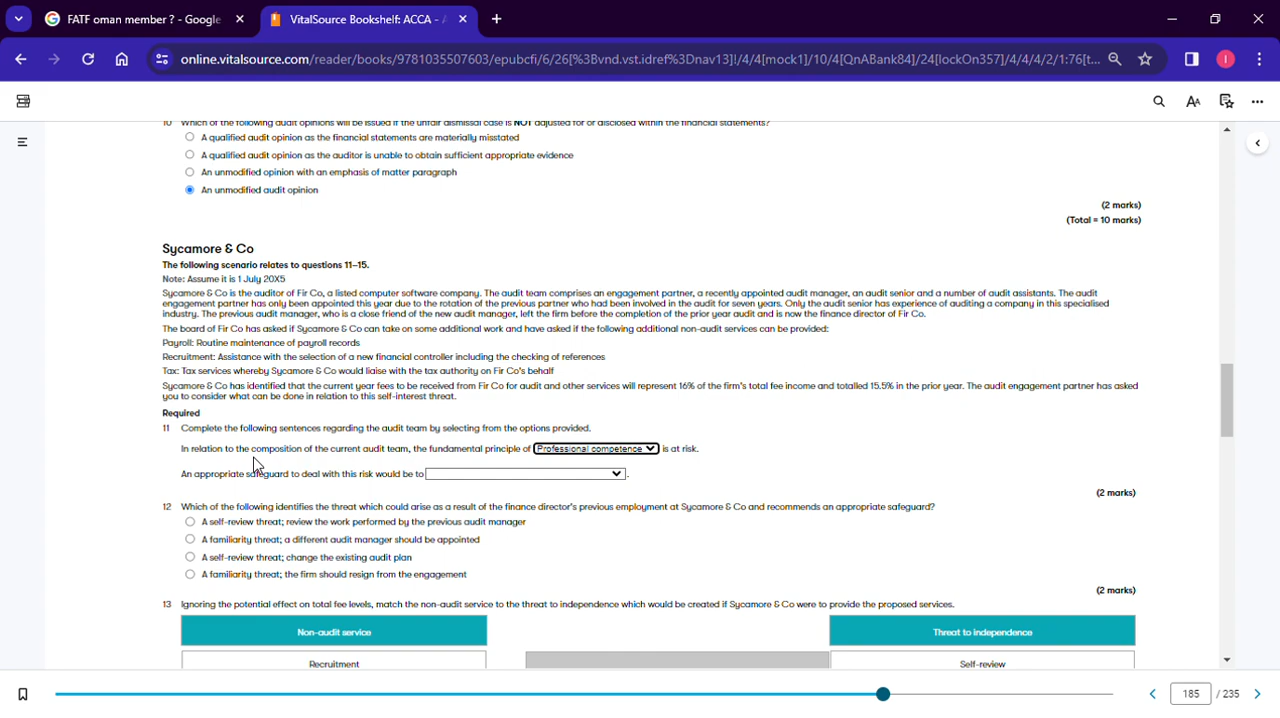 FATF oman member ? - Google
VitalSource Bookshelf: ACCA -
online.vitalsource.com/reader/books/9781035507603/epubcfi/6/26[%3Bvnd.vst.idref%3Dnav13]!/4/4[mock1]/10/4[QnABank84]/24[lockOn357]/4/4/4/2/1:76[t...
10 Which of the following audit opinions will be issued if the unfair dismissal case is NOT adjusted for or disclosed within the financial statements?
A qualified audit opinion as the financial statements are materially misstated
A qualified audit opinion as the auditor is unable to obtain sufficient appropriate evidence
An unmodified opinion with an emphasis of matter paragraph
An unmodified audit opinion
(2 marks)
(Total = 10 marks)
Sycamore & Co
The following scenario relates to questions 11–15.
Note: Assume it is 1 July 20X5
Sycamore & Co is the auditor of Fir Co, a listed computer software company. The audit team comprises an engagement partner, a recently appointed audit manager, an audit senior and a number of audit assistants. The audit
engagement partner has only been appointed this year due to the rotation of the previous partner who had been involved in the audit for seven years. Only the audit senior has experience of auditing a company in this specialised
industry. The previous audit manager, who is a close friend of the new audit manager, left the firm before the completion of the prior year audit and is now the finance director of Fir Co.
The board of Fir Co has asked if Sycamore & Co can take on some additional work and have asked if the following additional non-audit services can be provided:
Payroll: Routine maintenance of payroll records
Recruitment: Assistance with the selection of a new financial controller including the checking of references
Tax: Tax services whereby Sycamore & Co would liaise with the tax authority on Fir Co's behalf
Sycamore & Co has identified that the current year fees to be received from Fir Co for audit and other services will represent 16% of the firm's total fee income and totalled 15.5% in the prior year. The audit engagement partner has asked
you to consider what can be done in relation to this self-interest threat.
Required
11 Complete the following sentences regarding the audit team by selecting from the options provided.
In relation to the composition of the current audit team, the fundamental principle of Professional competence is at risk.
An appropriate safeguard to deal with this risk would be to .
(2 marks)
12 Which of the following identifies the threat which could arise as a result of the finance director's previous employment at Sycamore & Co and recommends an appropriate safeguard?
A self-review threat; review the work performed by the previous audit manager
A familiarity threat; a different audit manager should be appointed
A self-review threat; change the existing audit plan
A familiarity threat; the firm should resign from the engagement
(2 marks)
13 Ignoring the potential effect on total fee levels, match the non-audit service to the threat to independence which would be created if Sycamore & Co were to provide the proposed services.
Non-audit service Threat to independence
Recruitment Self-review
185 / 235